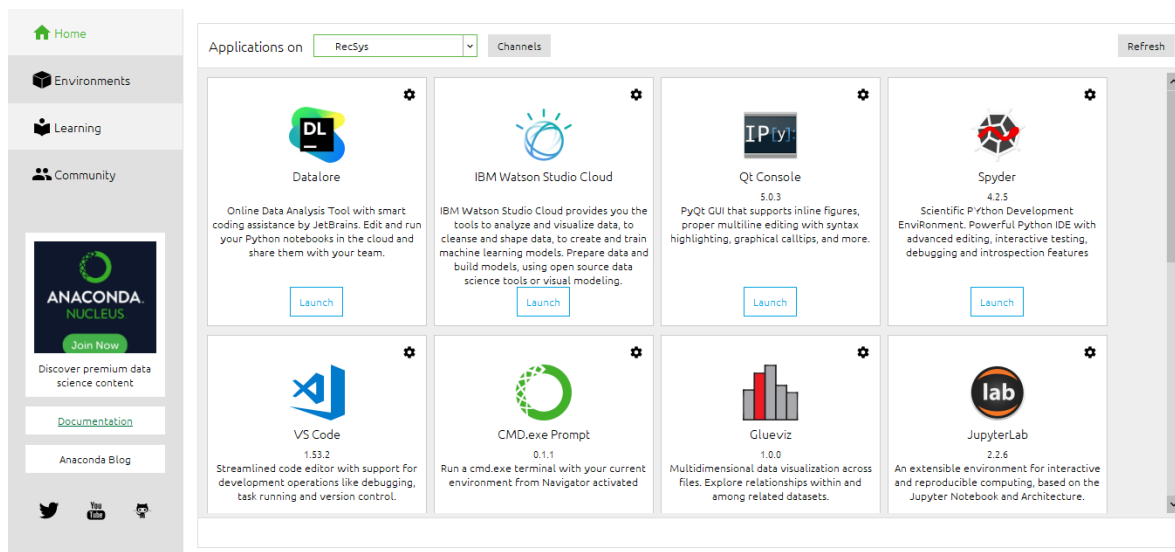 Home
Environments
Learning
Community
ANACONDA.
NUCLEUS
Join Now
Discover premium data
science content
Documentation
Anaconda Blog
You
Tube
Applications on
RecSys
Channels
Refresh
DL
Datalore
Online Data Analysis Tool with smart
coding assistance by JetBrains. Edit and run
your Python notebooks in the cloud and
share them with your team.
Launch
IBM Watson Studio Cloud
IBM Watson Studio Cloud provides you the
tools to analyze and visualize data, to
cleanse and shape data, to create and train
machine learning models. Prepare data and
build models, using open source data
science tools or visual modeling.
Launch
IP[y]:
Qt Console
5.0.3
PyQt GUI that supports inline figures,
proper multiline editing with syntax
highlighting, graphical calltips, and more.
Launch
Spyder
4.2.5
Scientific PYthon Development
EnviRonment. Powerful Python IDE with
advanced editing, interactive testing,
debugging and introspection features
Launch
VS Code
1.53.2
Streamlined code editor with support for
development operations like debugging,
task running and version control.
CMD.exe Prompt
0.1.1
Run a cmd.exe terminal with your current
environment from Navigator activated
Glueviz
1.0.0
Multidimensional data visualization across
files. Explore relationships within and
among related datasets.
lab
JupyterLab
2.2.6
An extensible environment for interactive
and reproducible computing, based on the
Jupyter Notebook and Architecture.